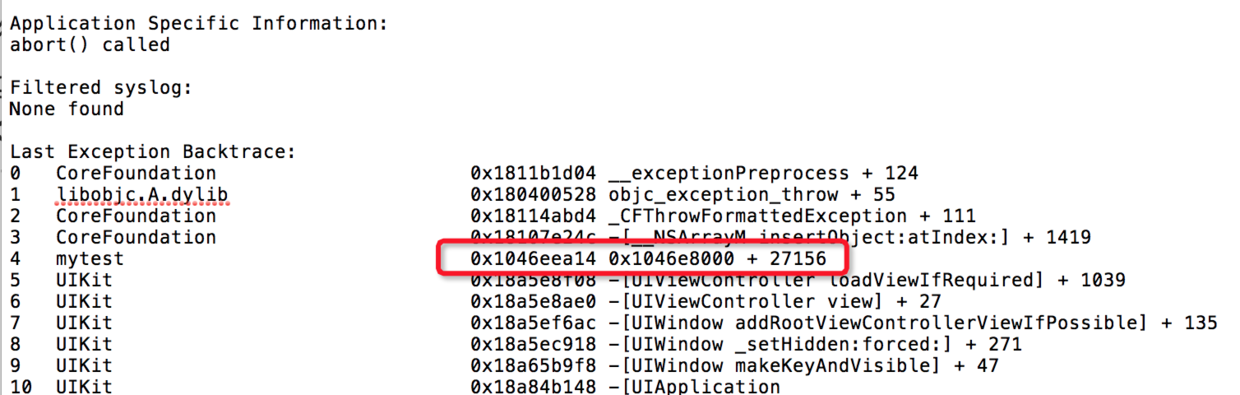 Application Specific Information:
abort() called
Filtered syslog:
None found
Last Exception Backtrace:
0 CoreFoundation 0x1811b1d04 __exceptionPreprocess + 124
1 libobjc.A.dylib 0x180400528 objc_exception_throw + 55
2 CoreFoundation 0x18114abd4 _CFThrowFormattedException + 111
3 CoreFoundation 0x18107e24c -[__NSArrayM insertObject:atIndex:] + 1419
4 mytest 0x1046eea14 0x1046e8000 + 27156
5 UIKit 0x18a5e8f08 -[UIViewController loadViewIfRequired] + 1039
6 UIKit 0x18a5e8ae0 -[UIViewController view] + 27
7 UIKit 0x18a5ef6ac -[UIWindow addRootViewControllerViewIfPossible] + 135
8 UIKit 0x18a5ec918 -[UIWindow _setHidden:forced:] + 271
9 UIKit 0x18a65b9f8 -[UIWindow makeKeyAndVisible] + 47
10 UIKit 0x18a84b148 -[UIApplication